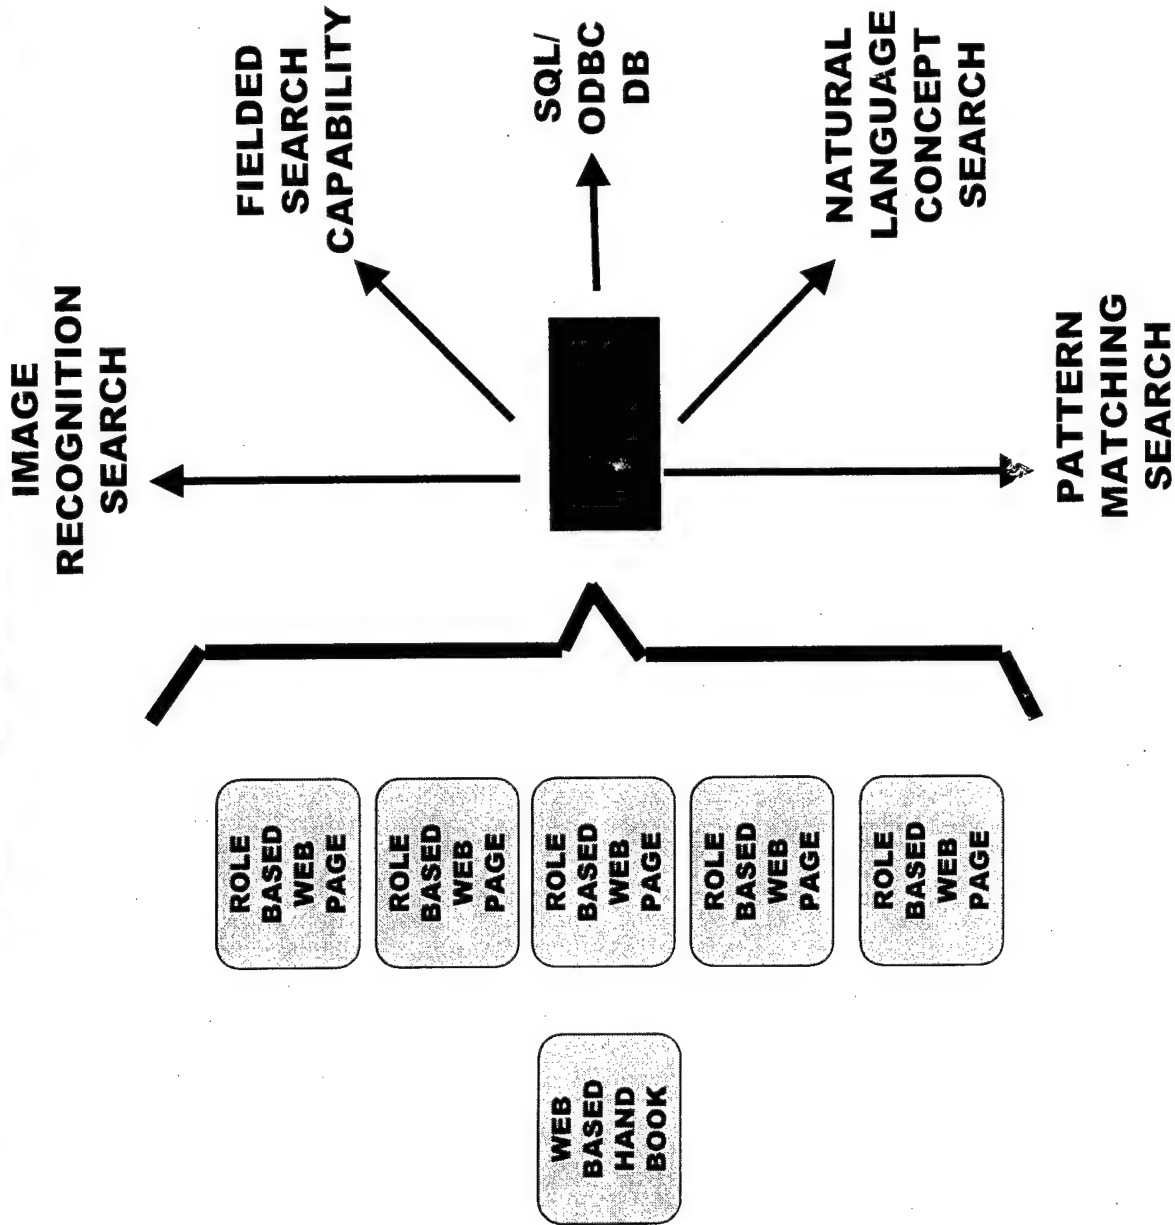 WEB
BASED
HAND
BOOK
ROLE
BASED
WEB
PAGE
ROLE
BASED
WEB
PAGE
ROLE
BASED
WEB
PAGE
ROLE
BASED
WEB
PAGE
ROLE
BASED
WEB
PAGE
IMAGE
RECOGNITION
SEARCH
FIELDED
SEARCH
CAPABILITY
SQL/
ODBC
DB
NATURAL
LANGUAGE
CONCEPT
SEARCH
PATTERN
MATCHING
SEARCH